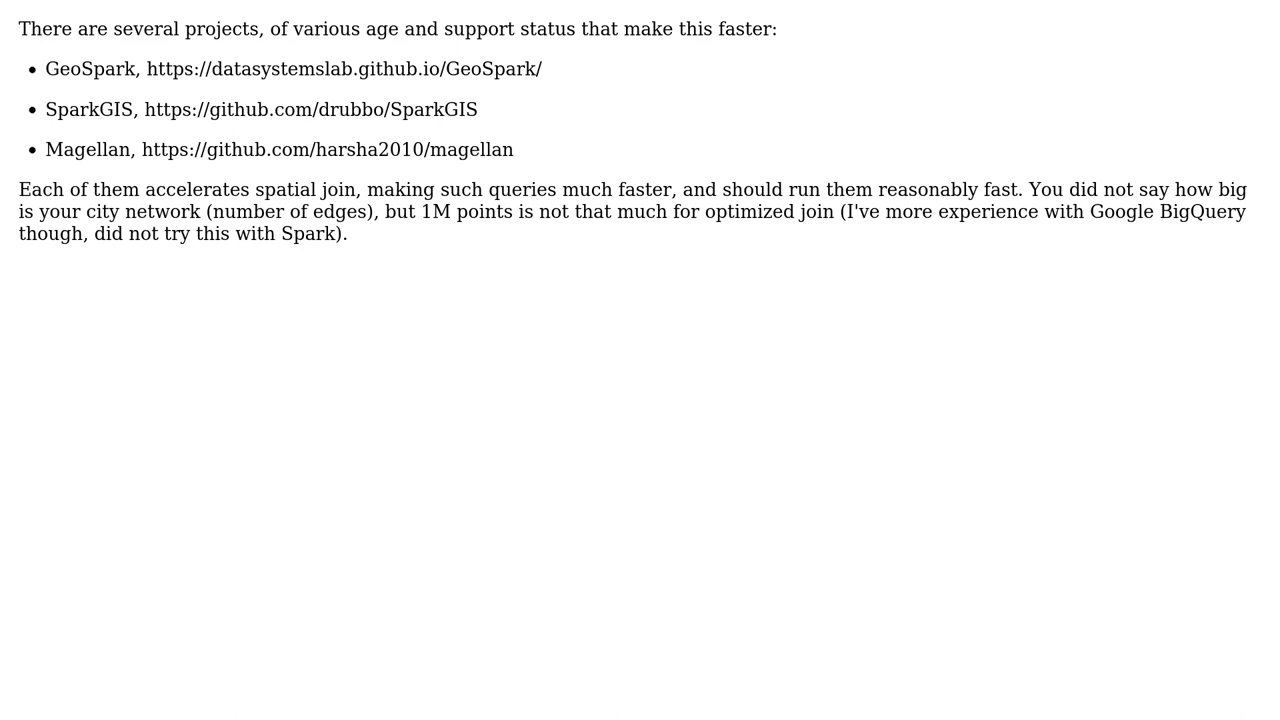 There are several projects, of various age and support status that make this faster:
• GeoSpark, https://datasystemslab.github.io/GeoSpark/
• SparkGIS, https://github.com/drubbo/SparkGIS
• Magellan, https://github.com/harsha2010/magellan
Each of them accelerates spatial join, making such queries much faster, and should run them reasonably fast. You did not say how big
is your city network (number of edges), but 1M points is not that much for optimized join (I've more experience with Google BigQuery
though, did not try this with Spark).